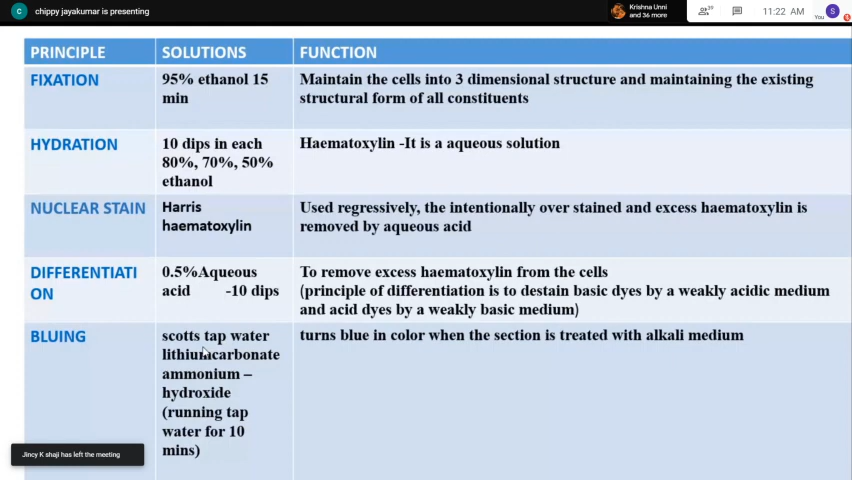 chippy jayakumar is presenting
Krishna Unni
and 36 more
39
11:22 AM
You
S
C
PRINCIPLE SOLUTIONS FUNCTION
FIXATION
95% ethanol 15
min
Maintain the cells into 3 dimensional structure and maintaining the existing
structural form of all constituents
HYDRATION
10 dips in each
80%, 70%, 50%
ethanol
Haematoxylin -It is a aqueous solution
NUCLEAR STAIN
Harris
haematoxylin
Used regressively, the intentionally over stained and excess haematoxylin is
removed by aqueous acid
DIFFERENTIATI
ON
0.5%Aqueous
acid -10 dips
To remove excess haematoxylin from the cells
(principle of differentiation is to destain basic dyes by a weakly acidic medium
and acid dyes by a weakly basic medium)
BLUING
scotts tap water
lithiumcarbonate
ammonium –
hydroxide
(running tap
water for 10
mins)
turns blue in color when the section is treated with alkali medium
Jincy K shaji has left the meeting